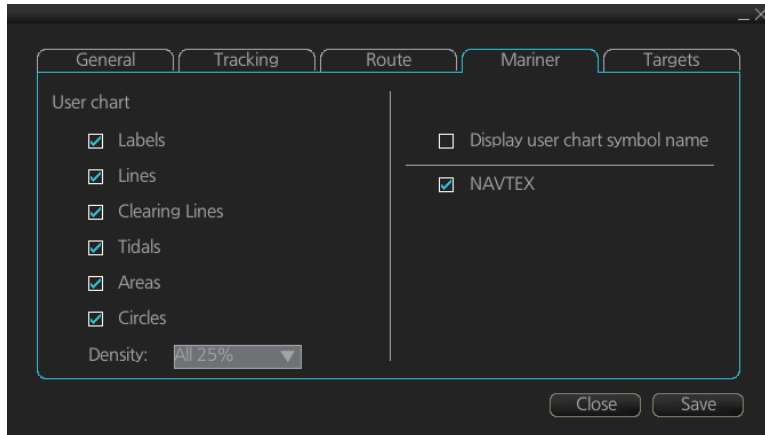 General Tracking Route Mariner Targets
User chart
Labels
Lines
Clearing Lines
Tidals
Areas
Circles
Density: All 25%
Display user chart symbol name
NAVTEX
Close Save